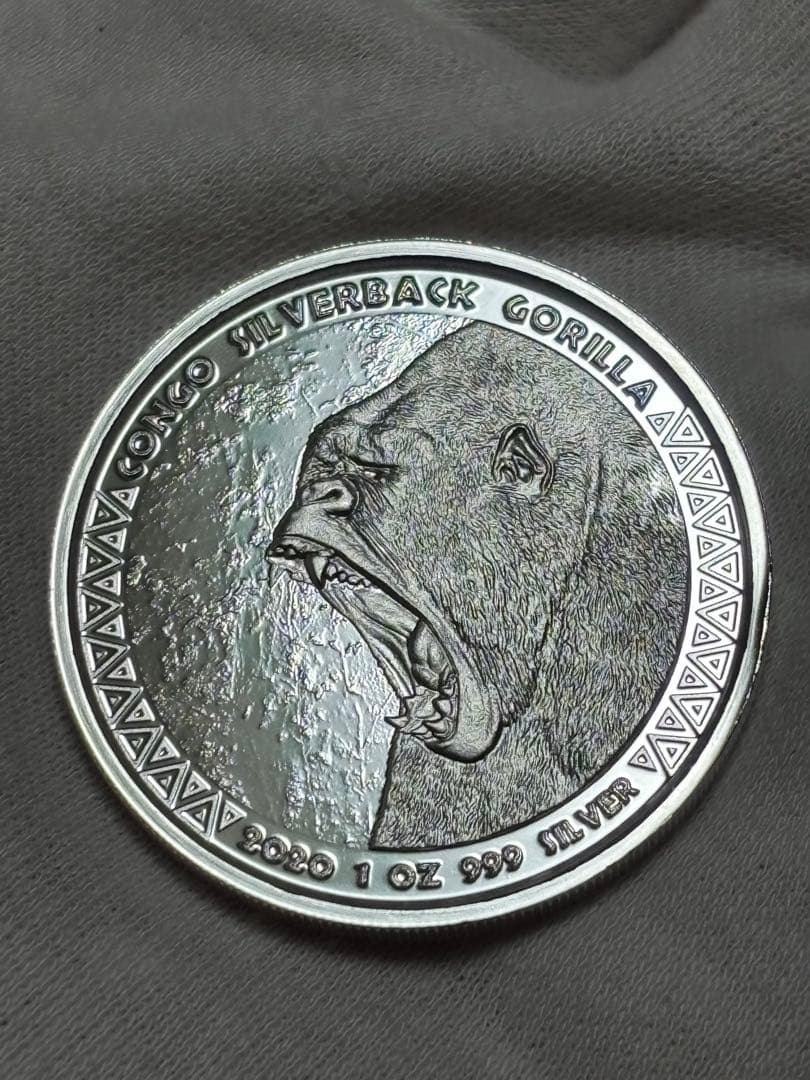 CONGO SILVERBACK GORILLA
2020 1 OZ 999 SILVER